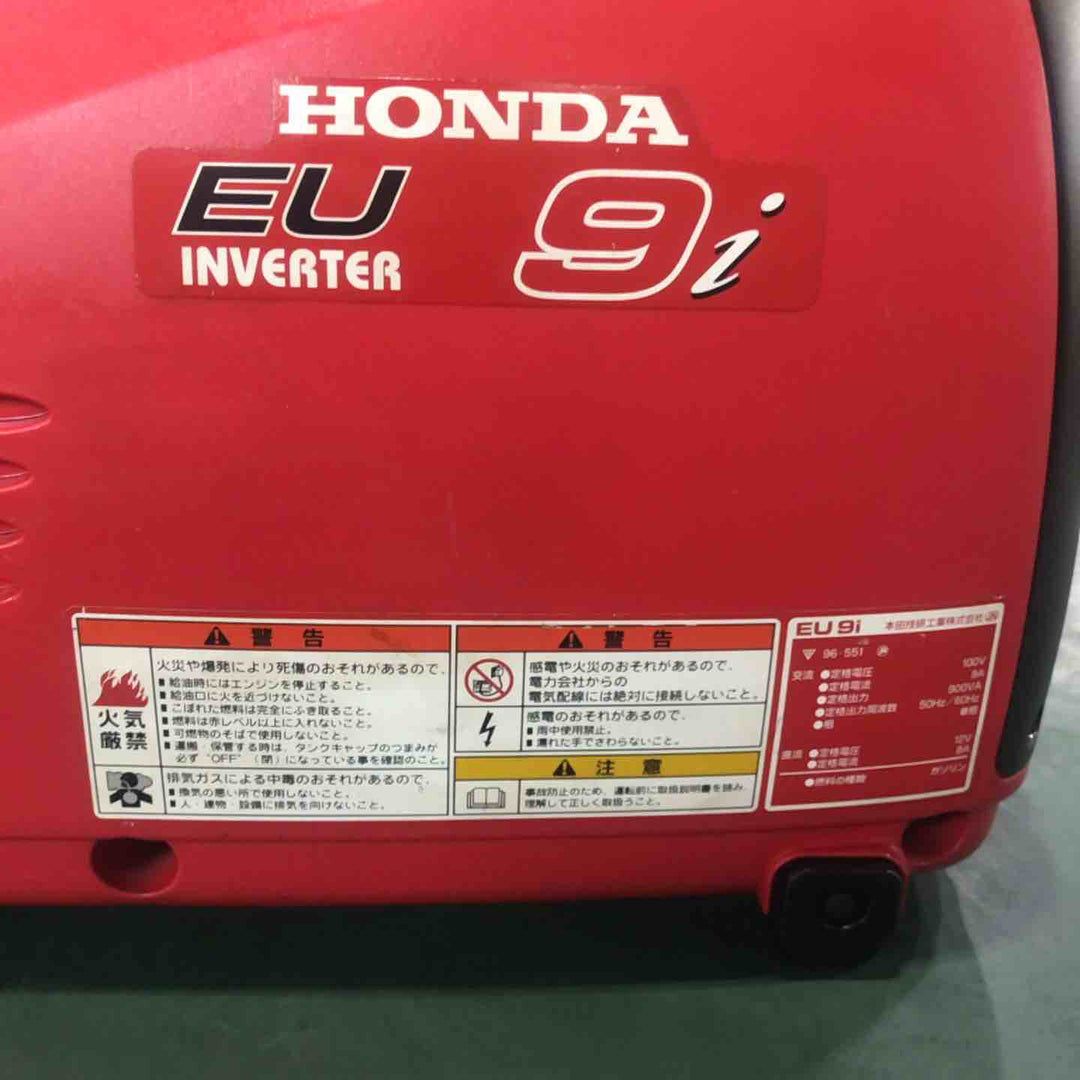 HONDA
EU
INVERTER
9i
警告
火気
厳禁
火災や爆発により死傷のおそれがあるので、
■給油時にはエンジンを停止すること。
■給油口に火を近づけないこと。
■こぼれた燃料は完全にふき取ること。
■燃料は赤レベル以上に入れないこと。
■可燃物のそばで使用しないこと。
■運搬・保管する時は、タンクキャップのつまみが
必ず"OFF"(閉)になっている事を確認のこと。
排気ガスによる中毒のおそれがあるので、
■換気の悪い所で使用しないこと。
■人・建物・設備に排気を向けないこと。
警告
感電や火災のおそれがあるので、
電力会社からの
電気配線には絶対に接続しないこと。
感電のおそれがあるので、
■雨中使用禁止。
■濡れた手でさわらないこと。
注意
事故防止のため、運転前に取扱説明書を読み、
理解して正しく扱うこと。
EU9i 本田技研工業株式会社
96-551
交流 ●定格電圧 100V
●定格電流 9A
●定格出力 900VA
●定格出力周波数 50Hz/60Hz
●相 単相
直流 ●定格電圧 12V
●定格電流 8A
●燃料の種類 ガソリン